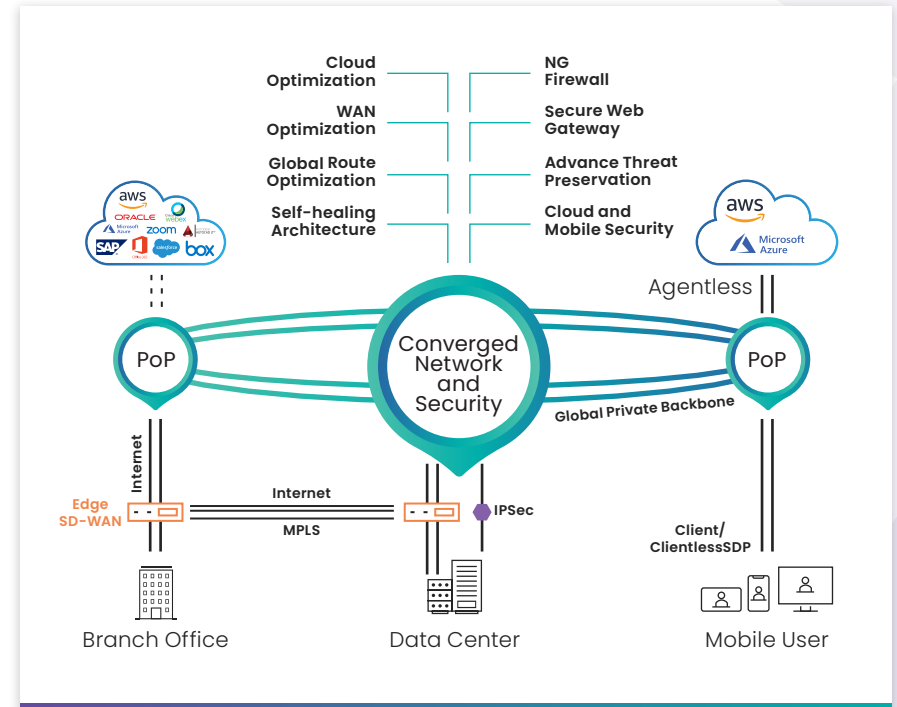 Cloud
Optimization
NG
Firewall
WAN
Optimization
Secure Web
Gateway
Global Route
Optimization
Advance Threat
Preservation
Self-healing
Architecture
Cloud and
Mobile Security
aws
ORACLE
webex
Microsoft
Azure
zoom
SAP
salesforce
box
aws
Microsoft
Azure
Agentless
PoP
Converged
Network
and
Security
PoP
Global Private Backbone
Internet
Edge
SD-WAN
Internet
MPLS
IPSec
Client/
ClientlessSDP
Branch Office
Data Center
Mobile User